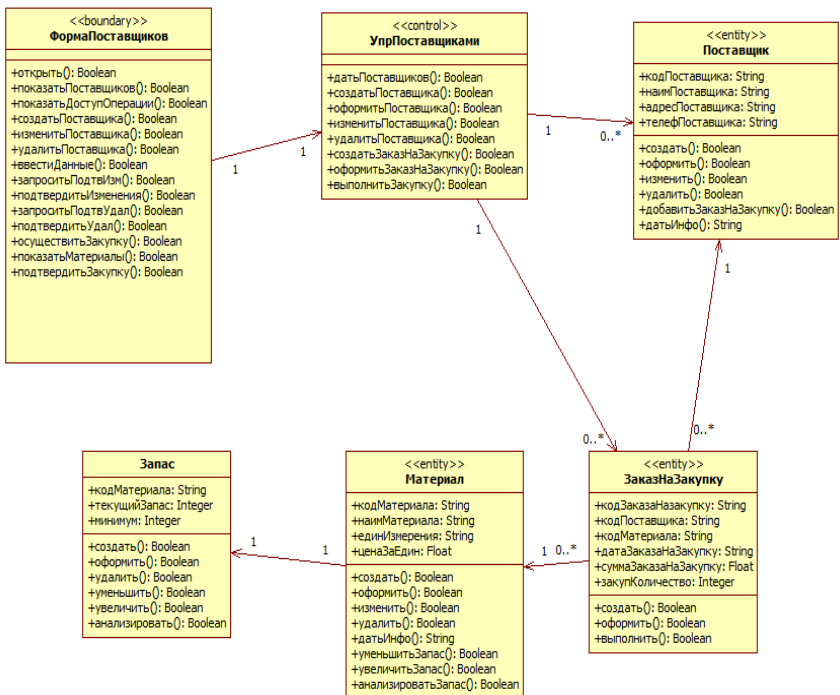 <<boundary>>
ФормаПоставщиков
+открыть(): Boolean
+показатьПоставщиков(): Boolean
+показатьДоступОперации(): Boolean
+создатьПоставщика(): Boolean
+изменитьПоставщика(): Boolean
+удалитьПоставщика(): Boolean
+ввестиДанные(): Boolean
+запроситьПодтвИзм(): Boolean
+подтвердитьИзменения(): Boolean
+запроситьПодтвУдал(): Boolean
+подтвердитьУдал(): Boolean
+осуществитьЗакупку(): Boolean
+показатьМатериалы(): Boolean
+подтвердитьЗакупку(): Boolean
1
1
<<control>>
УпрПоставщиками
+датьПоставщиков(): Boolean
+создатьПоставщика(): Boolean
+оформитьПоставщика(): Boolean
+изменитьПоставщика(): Boolean
+удалитьПоставщика(): Boolean
+создатьЗаказНаЗакупку(): Boolean
+оформитьЗаказНаЗакупку(): Boolean
+выполнитьЗакупку(): Boolean
1
0..*
<<entity>>
Поставщик
+кодПоставщика: String
+наимПоставщика: String
+адресПоставщика: String
+телефПоставщика: String
+создать(): Boolean
+оформить(): Boolean
+изменить(): Boolean
+удалить(): Boolean
+добавитьЗаказНаЗакупку(): Boolean
+датьИнфо(): String
1
1
0..*
0..*
Запас
+кодМатериала: String
+текущийЗапас: Integer
+минимум: Integer
+создать(): Boolean
+оформить(): Boolean
+удалить(): Boolean
+уменьшить(): Boolean
+увеличить(): Boolean
+анализировать(): Boolean
1
1
<<entity>>
Материал
+кодМатериала: String
+наимМатериала: String
+единИзмерения: String
+ценаЗаЕдин: Float
+создать(): Boolean
+оформить(): Boolean
+изменить(): Boolean
+удалить(): Boolean
+датьИнфо(): String
+уменьшитьЗапас(): Boolean
+увеличитьЗапас(): Boolean
+анализироватьЗапас(): Boolean
1
0..*
<<entity>>
ЗаказНаЗакупку
+кодЗаказаНазакупку: String
+кодПоставщика: String
+кодМатериала: String
+датаЗаказаНаЗакупку: String
+суммаЗаказаНаЗакупку: Float
+закупКоличество: Integer
+создать(): Boolean
+оформить(): Boolean
+выполнить(): Boolean